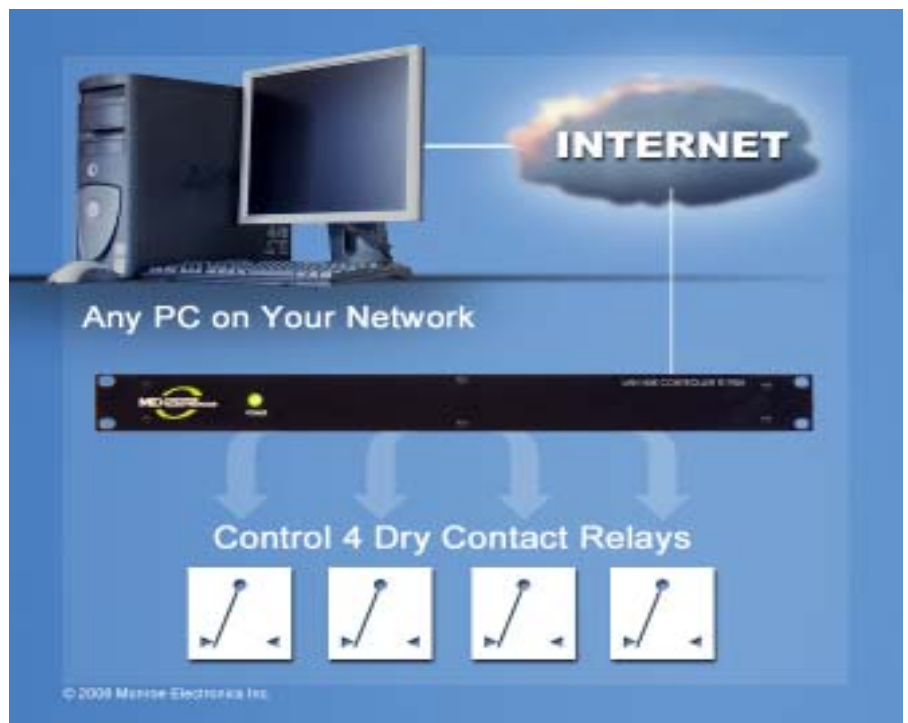 INTERNET
Any PC on Your Network
Control 4 Dry Contact Relays
© 2008 Monroe Electronics Inc.